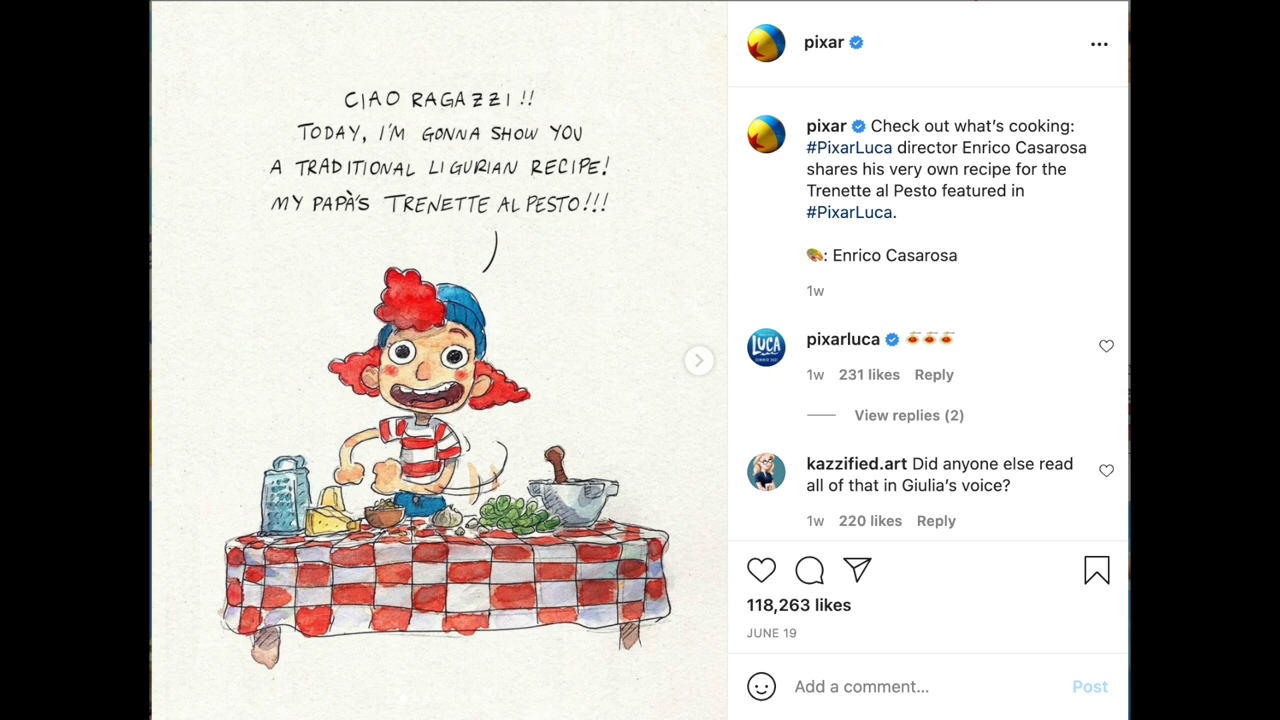 CIAO RAGAZZI!!
TODAY, I'M GONNA SHOW YOU
A TRADITIONAL LIGURIAN RECIPE!
MY PAPÀ'S TRENETTE AL PESTO!!!
pixar
pixar Check out what's cooking:
#PixarLuca director Enrico Casarosa
shares his very own recipe for the
Trenette al Pesto featured in
#PixarLuca.
: Enrico Casarosa
1w
LUCA
pixarluca
1w 231 likes Reply
View replies (2)
kazzified.art Did anyone else read
all of that in Giulia's voice?
1w 220 likes Reply
118,263 likes
JUNE 19
Add a comment... Post